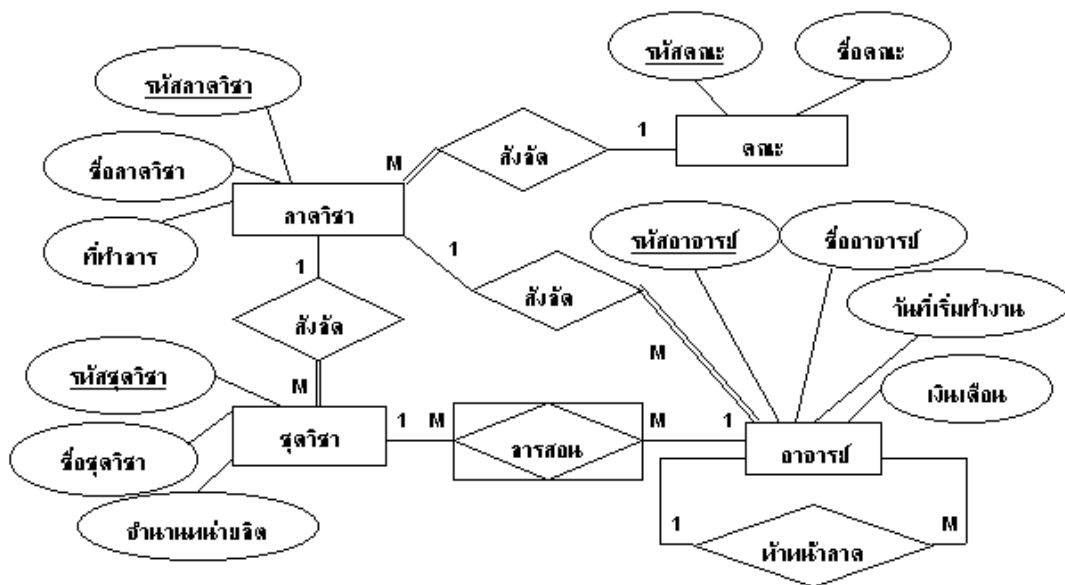 รหัสคณะ
ชื่อคณะ
รหัสภาควิชา
1
สังกัด
M
คณะ
ชื่อภาควิชา
ภาควิชา
รหัสอาจารย์
ชื่ออาจารย์
ที่ทำการ
1
1
สังกัด
วันที่เริ่มทำงาน
สังกัด
M
รหัสชุดวิชา
M
เงินเดือน
1
M
M
1
ชุดวิชา
การสอน
อาจารย์
ชื่อชุดวิชา
จำนวนหน่วยกิต
1
M
หัวหน้าภาค